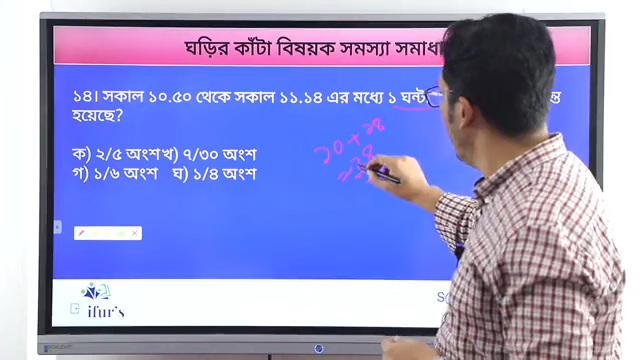 ঘড়ির কাঁটা বিষয়ক সমস্যা সমাধা
১৪। সকাল ১০.৫০ থেকে সকাল ১১.১৪ এর মধ্যে ১ ঘন্ট
হয়েছে?
ক) ২/৫ অংশ খ) ৭/৩০ অংশ
গ) ১/৬ অংশ ঘ) ১/৪ অংশ
ifur's